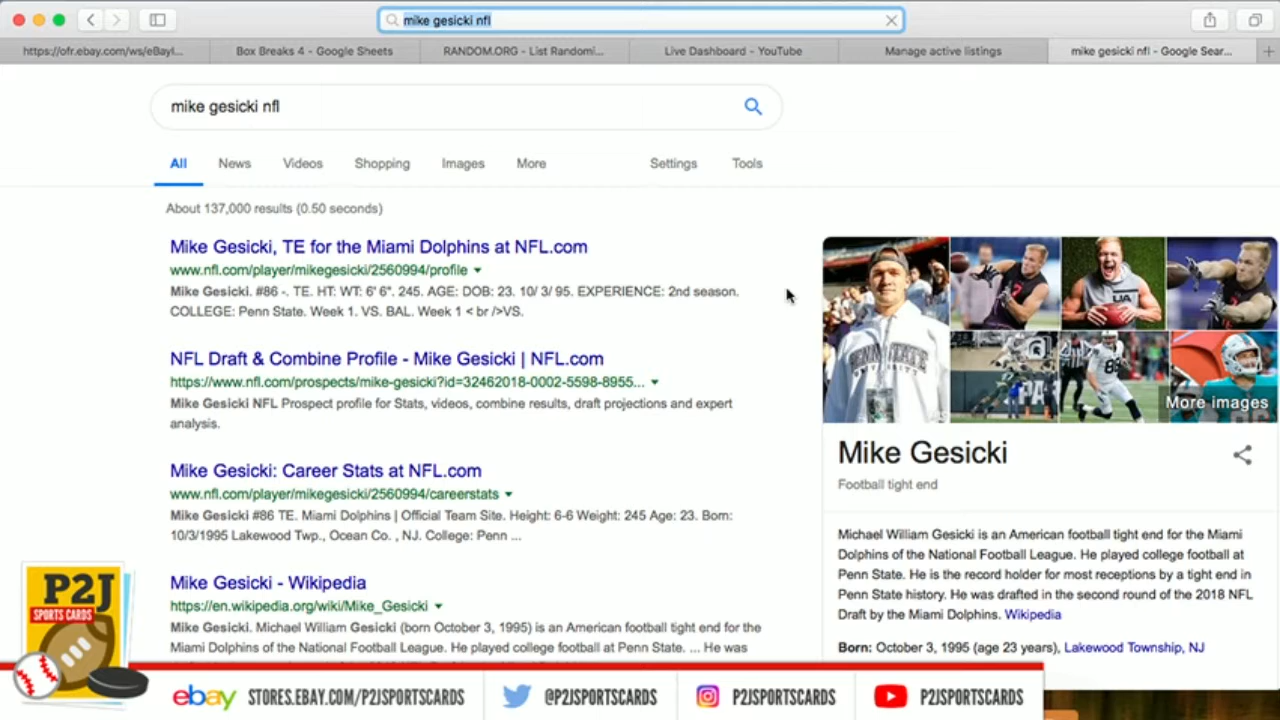 mike gesicki nfl
https://ofr.ebay.com/ws/eBayI...
Box Breaks 4 - Google Sheets
RANDOM.ORG - List Randomi...
Live Dashboard - YouTube
Manage active listings
mike gesicki nfl - Google Sear...
mike gesicki nfl
All
News
Videos
Shopping
Images
More
Settings
Tools
About 137,000 results (0.50 seconds)
Mike Gesicki, TE for the Miami Dolphins at NFL.com
www.nfl.com/player/mikegesicki/2560994/profile
Mike Gesicki. #86 -. TE. HT: WT: 6' 6". 245. AGE: DOB: 23. 10/ 3/ 95. EXPERIENCE: 2nd season.
COLLEGE: Penn State. Week 1. VS. BAL. Week 1 < br />VS.
NFL Draft & Combine Profile - Mike Gesicki | NFL.com
https://www.nfl.com/prospects/mike-gesicki?id=32462018-0002-5598-8955...
Mike Gesicki NFL Prospect profile for Stats, videos, combine results, draft projections and expert
analysis.
Mike Gesicki: Career Stats at NFL.com
www.nfl.com/player/mikegesicki/2560994/careerstats
Mike Gesicki #86 TE. Miami Dolphins | Official Team Site. Height: 6-6 Weight: 245 Age: 23. Born:
10/3/1995 Lakewood Twp., Ocean Co. , NJ. College: Penn ...
Mike Gesicki - Wikipedia
https://en.wikipedia.org/wiki/Mike_Gesicki
Mike Gesicki. Michael William Gesicki (born October 3, 1995) is an American football tight end for the
Miami Dolphins of the National Football League. He played college football at Penn State. ... He was
PENN STATE
More images
Mike Gesicki
Football tight end
Michael William Gesicki is an American football tight end for the Miami
Dolphins of the National Football League. He played college football at
Penn State. He is the record holder for most receptions by a tight end in
Penn State history. He was drafted in the second round of the 2018 NFL
Draft by the Miami Dolphins. Wikipedia
Born: October 3, 1995 (age 23 years), Lakewood Township, NJ
P2J
SPORTS CARDS
ebay STORES.EBAY.COM/P2JSPORTSCARDS
@P2JSPORTSCARDS
P2JSPORTSCARDS
P2JSPORTSCARDS